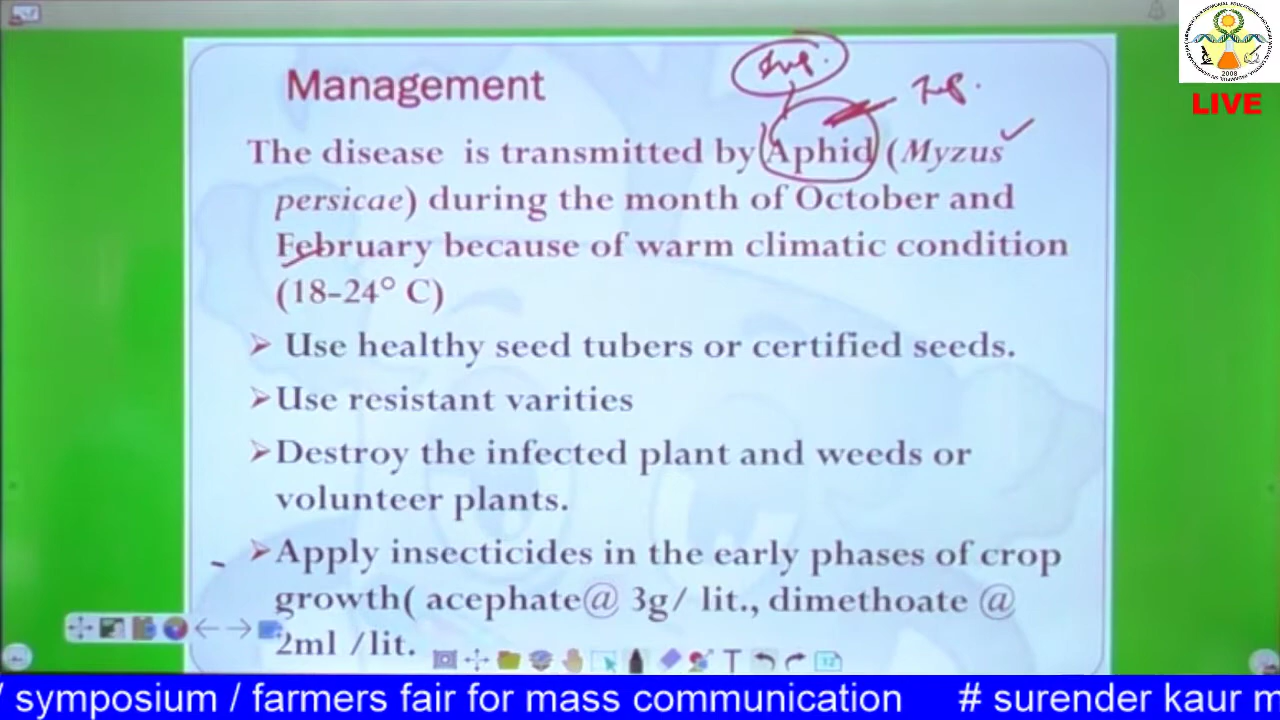 LIVE
Management
The disease is transmitted by Aphid (Myzus
persicae) during the month of October and
February because of warm climatic condition
(18-24° C)
Use healthy seed tubers or certified seeds.
Use resistant varities
Destroy the infected plant and weeds or
volunteer plants.
Apply insecticides in the early phases of crop
growth( acephate@ 3g/ lit., dimethoate @
2ml /lit.
/ symposium / farmers fair for mass communication # surender kaur m
2008